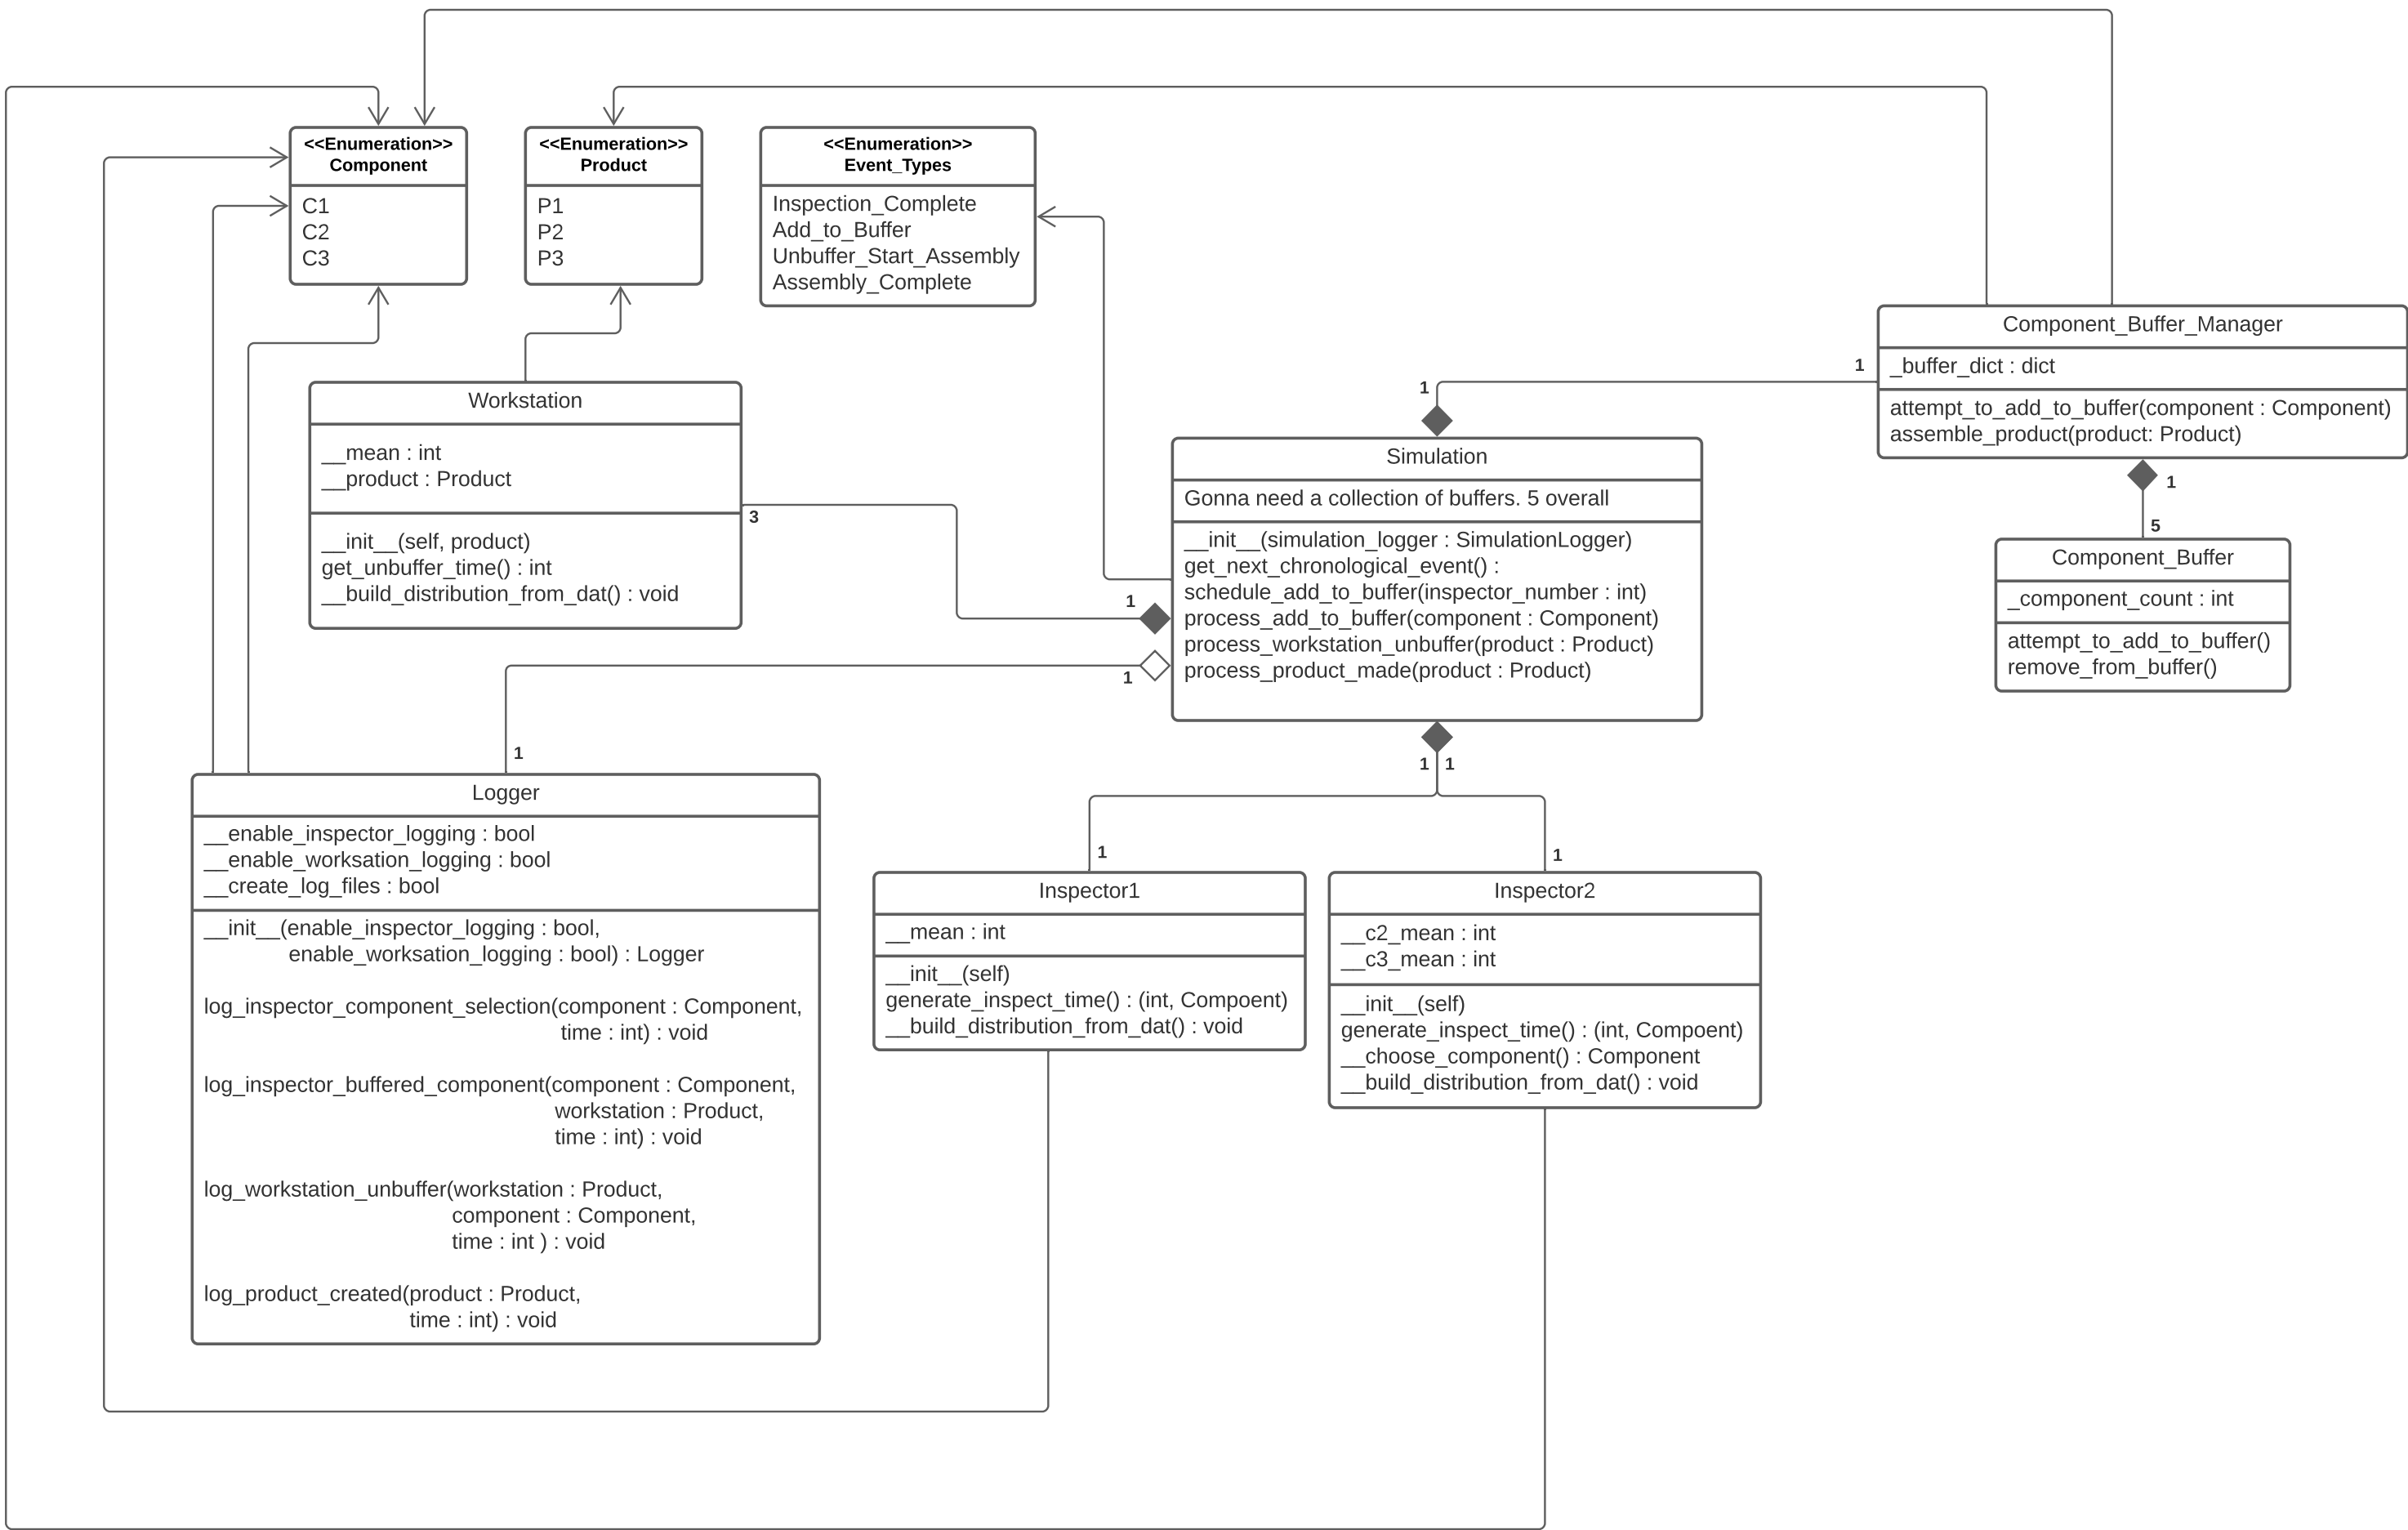 <<Enumeration>>
Component
C1
C2
C3
<<Enumeration>>
Product
P1
P2
P3
<<Enumeration>>
Event_Types
Inspection_Complete
Add_to_Buffer
Unbuffer_Start_Assembly
Assembly_Complete
Component_Buffer_Manager
_buffer_dict : dict
attempt_to_add_to_buffer(component : Component)
assemble_product(product: Product)
1
1
1
5
Workstation
__mean : int
__product : Product
__init__(self, product)
get_unbuffer_time() : int
__build_distribution_from_dat() : void
3
1
1
1
Simulation
Gonna need a collection of buffers. 5 overall
__init__(simulation_logger : SimulationLogger)
get_next_chronological_event() :
schedule_add_to_buffer(inspector_number : int)
process_add_to_buffer(component : Component)
process_workstation_unbuffer(product : Product)
process_product_made(product : Product)
Component_Buffer
_component_count : int
attempt_to_add_to_buffer()
remove_from_buffer()
1
1
1
1
Logger
__enable_inspector_logging : bool
__enable_worksation_logging : bool
__create_log_files : bool
__init__(enable_inspector_logging : bool,
enable_worksation_logging : bool) : Logger
log_inspector_component_selection(component : Component,
time : int) : void
log_inspector_buffered_component(component : Component,
workstation : Product,
time : int) : void
log_workstation_unbuffer(workstation : Product,
component : Component,
time : int ) : void
log_product_created(product : Product,
time : int) : void
Inspector1
__mean : int
__init__(self)
generate_inspect_time() : (int, Compoent)
__build_distribution_from_dat() : void
Inspector2
__c2_mean : int
__c3_mean : int
__init__(self)
generate_inspect_time() : (int, Compoent)
__choose_component() : Component
__build_distribution_from_dat() : void